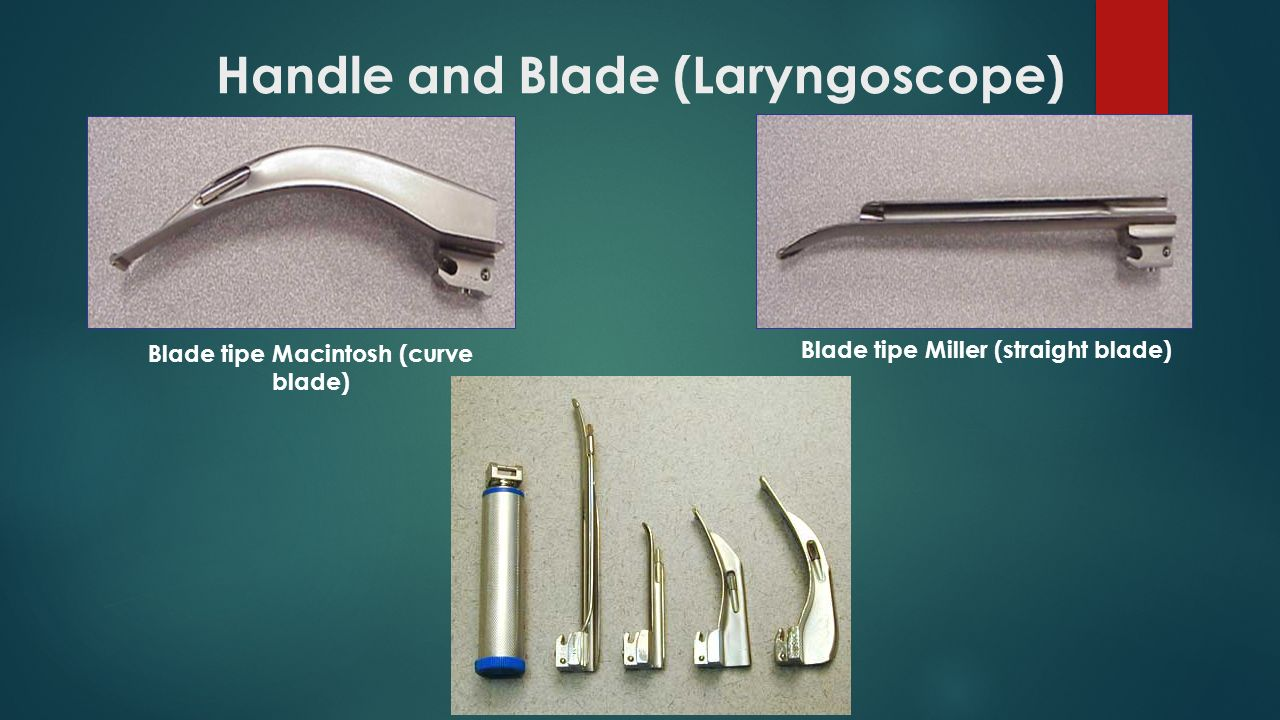 Handle and Blade (Laryngoscope)
Blade tipe Macintosh (curve
blade)
Blade tipe Miller (straight blade)